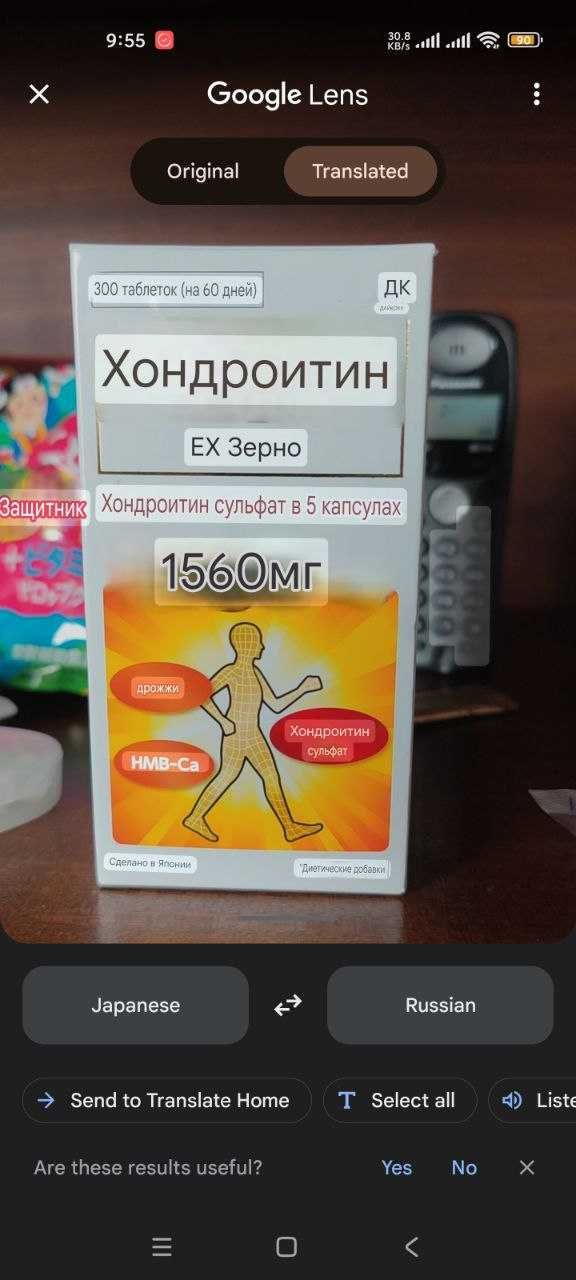 9:55
30.8
KB/s
90
Google Lens
Original
Translated
300 таблеток (на 60 дней)
ДК
Хондроитин
EX Зерно
Защитник
Хондроитин сульфат в 5 капсулах
1560мг
дрожжи
Хондроитин
сульфат
HMB-Ca
Сделано в Японии
"Диетические добавки
Japanese
Russian
Send to Translate Home
Select all
Liste
Are these results useful?
Yes
No